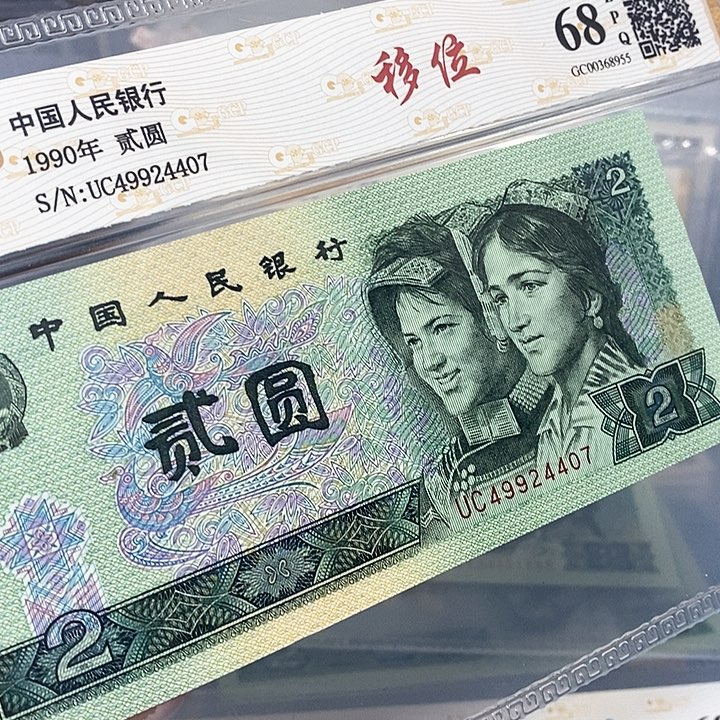 中国人民银行
1990年 贰圆
S/N:UC49924407
移位
68
EPQ
GC00368955
中国人民银行
贰圆
2
2
UC49924407
2